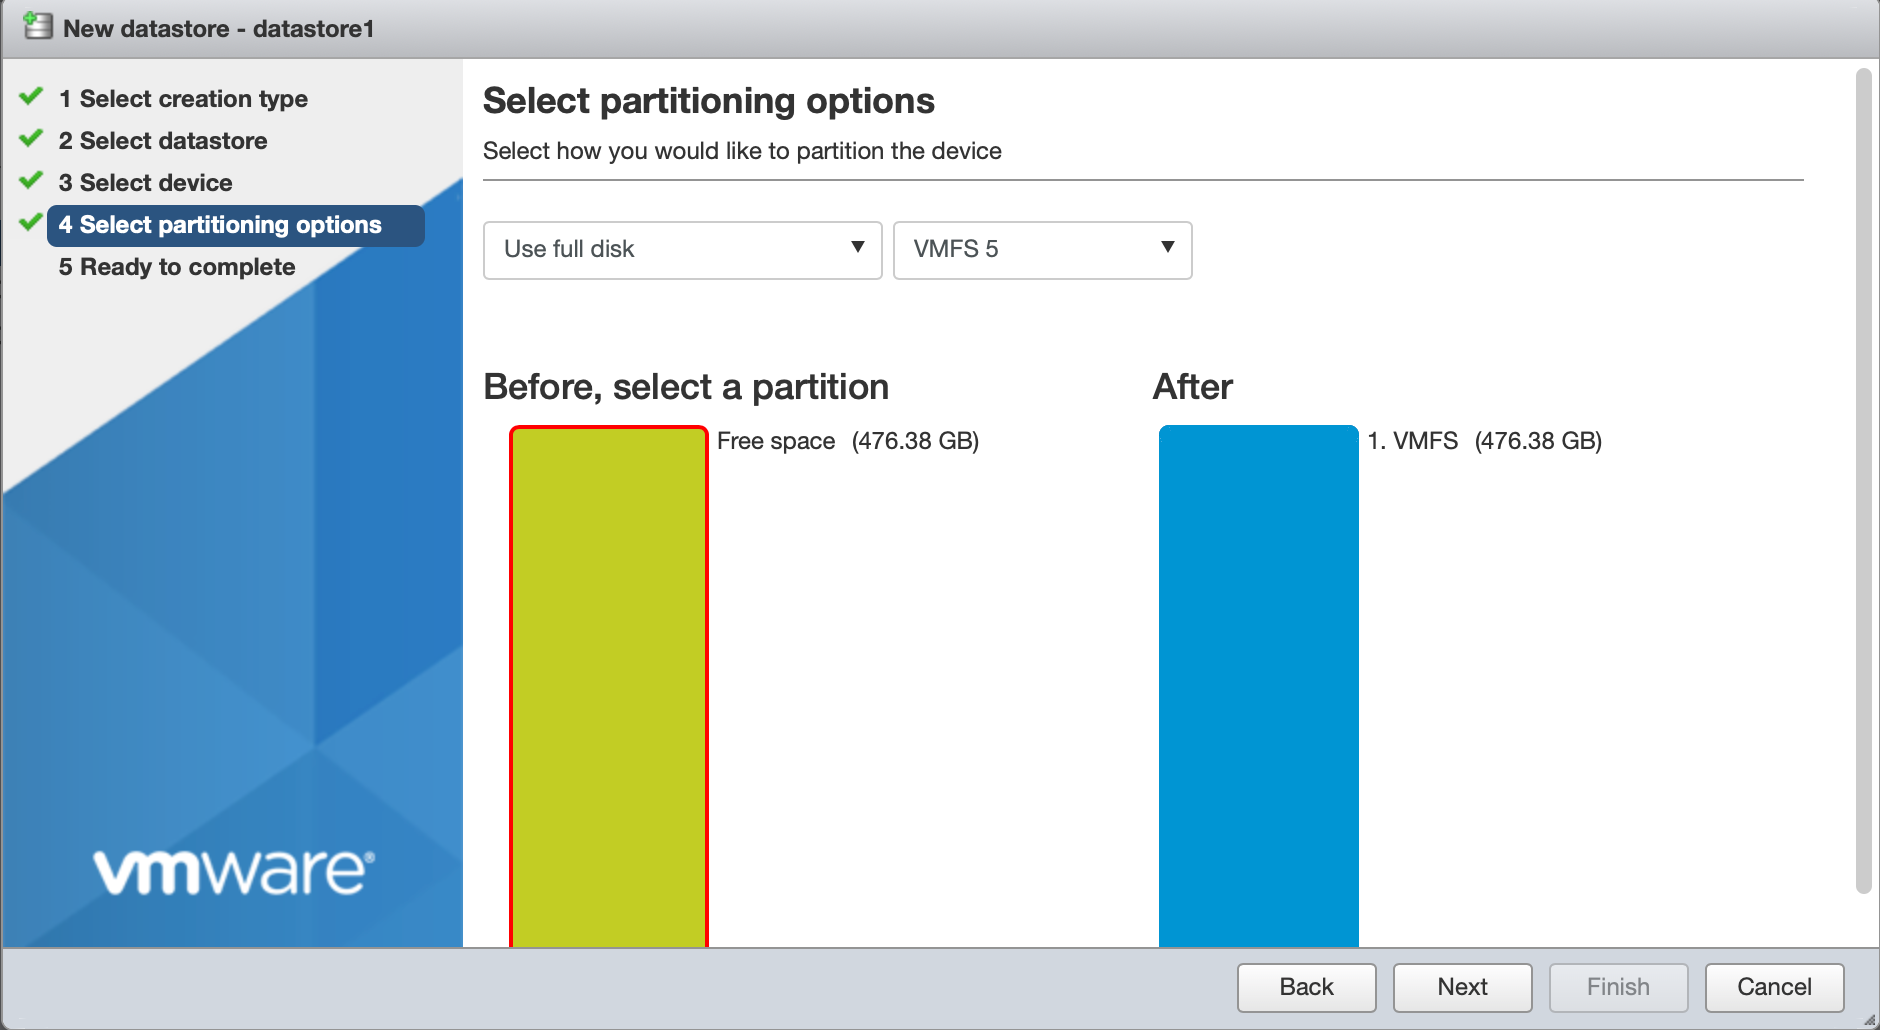 New datastore - datastore1
1 Select creation type
2 Select datastore
3 Select device
4 Select partitioning options
5 Ready to complete
vmware®
Select partitioning options
Select how you would like to partition the device
Use full disk
VMFS 5
Before, select a partition
Free space (476.38 GB)
After
1. VMFS (476.38 GB)
Back
Next
Finish
Cancel